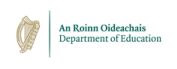 An Roinn Oideachais
Department of Education